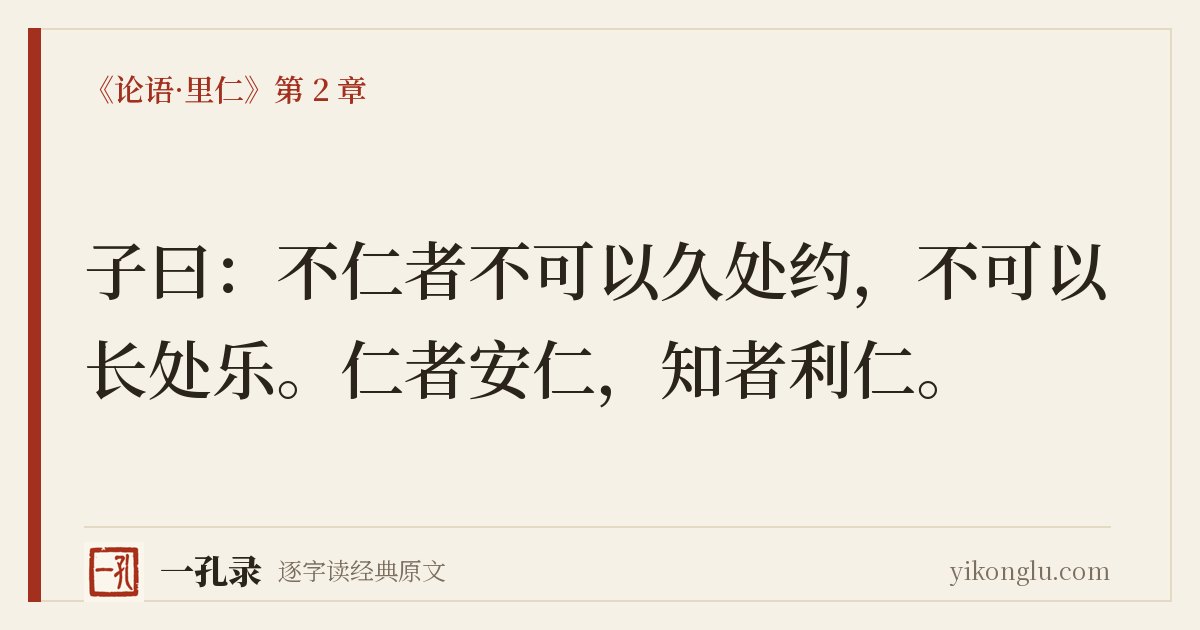 《论语·里仁》第 2 章
子曰：不仁者不可以久处约，不可以
长处乐。仁者安仁，知者利仁。
一孔 一孔录 逐字读经典原文 yikonglu.com